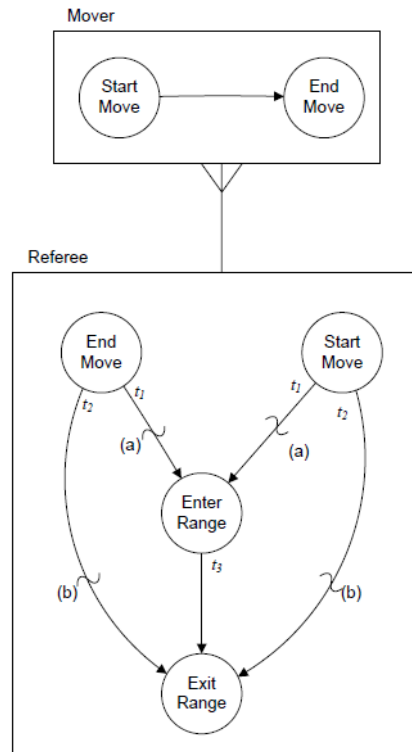 Mover
Start
Move
End
Move
Referee
End
Move
Start
Move
t1
t2
t1
t2
(a)
(a)
Enter
Range
t3
(b)
(b)
Exit
Range